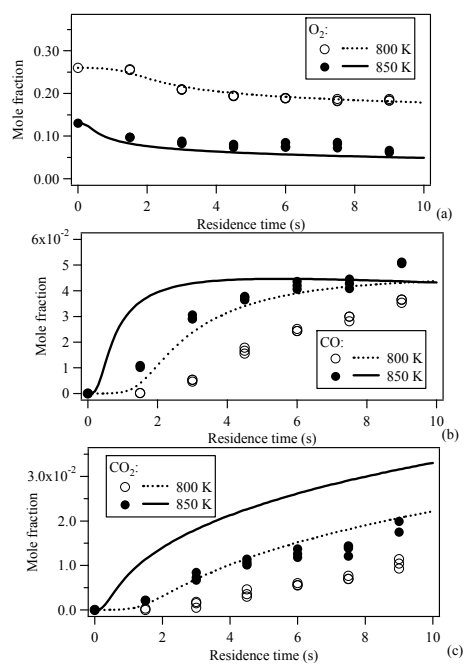 O2:
800 K
850 K
0.30
0.20
0.10
0.00
Mole fraction
0 2 4 6 8 10
Residence time (s)
(a)
6x10-2
5
4
3
2
1
0
Mole fraction
CO:
800 K
850 K
0 2 4 6 8 10
Residence time (s)
(b)
CO2:
800 K
850 K
3.0x10-2
2.0
1.0
0.0
Mole fraction
0 2 4 6 8 10
Residence time (s)
(c)